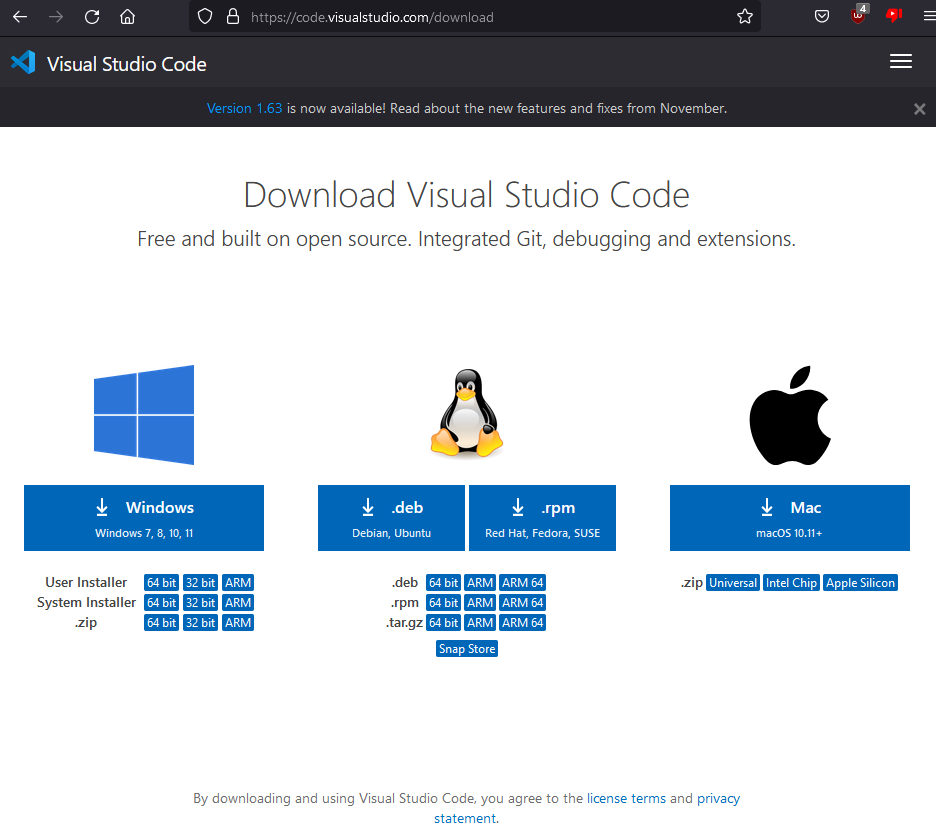 https://code.visualstudio.com/download
4
Visual Studio Code
Version 1.63 is now available! Read about the new features and fixes from November.
Download Visual Studio Code
Free and built on open source. Integrated Git, debugging and extensions.
Windows
Windows 7, 8, 10, 11
.deb
Debian, Ubuntu
.rpm
Red Hat, Fedora, SUSE
Mac
macOS 10.11+
User Installer 64 bit 32 bit ARM
System Installer 64 bit 32 bit ARM
.zip 64 bit 32 bit ARM
.deb 64 bit ARM ARM 64
.rpm 64 bit ARM ARM 64
.tar.gz 64 bit ARM ARM 64
Snap Store
.zip Universal Intel Chip Apple Silicon
By downloading and using Visual Studio Code, you agree to the license terms and privacy
statement.